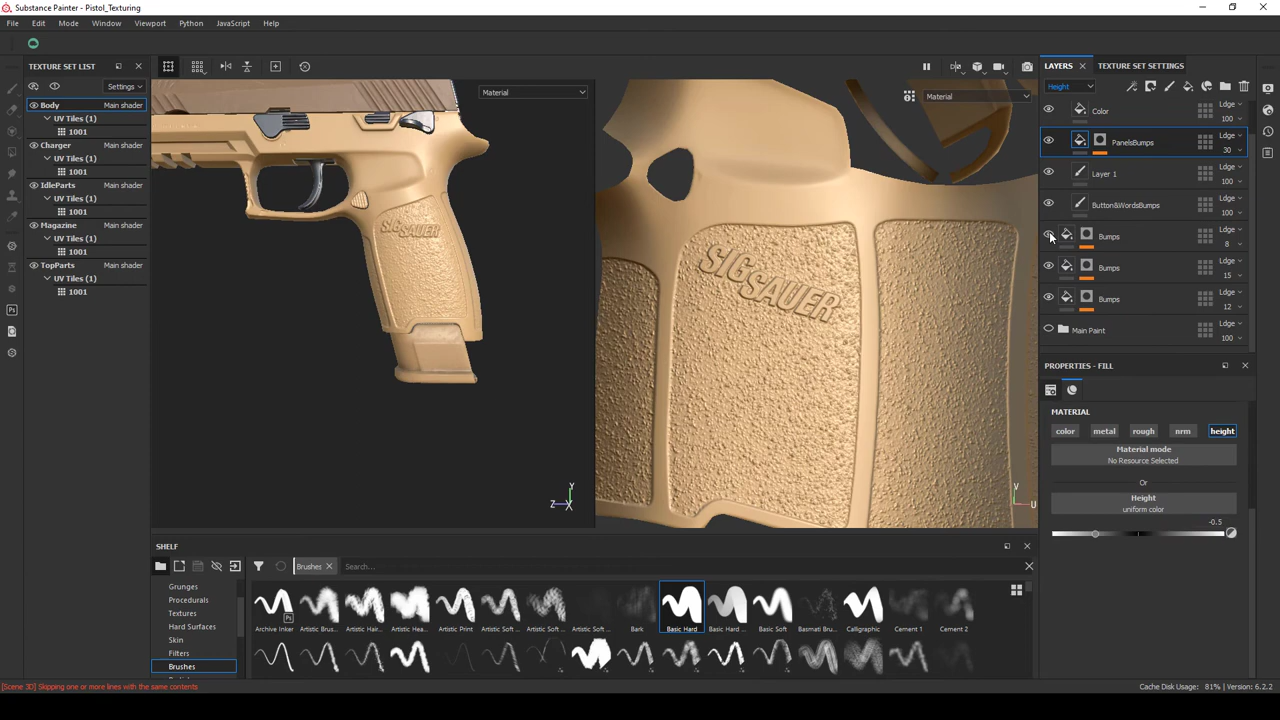 Substance Painter - Pistol_Texturing
File Edit Mode Window Viewport Python JavaScript Help
TEXTURE SET LIST
Settings
Body Main shader
UV Tiles (1)
1001
Charger Main shader
UV Tiles (1)
1001
IdleParts Main shader
UV Tiles (1)
1001
Magazine Main shader
UV Tiles (1)
1001
TopParts Main shader
UV Tiles (1)
1001
Material
SIG SAUER
Y
Z X
Material
SIG SAUER
V
U
LAYERS
TEXTURE SET SETTINGS
Height
Color Ldge 100
PanelsBumps Ldge 30
Layer 1 Ldge 100
Button&WordsBumps Ldge 100
Bumps Ldge 8
Bumps Ldge 15
Bumps Ldge 12
Main Paint Ldge 100
PROPERTIES - FILL
MATERIAL
color metal rough nrm height
Material mode
No Resource Selected
Or
Height
uniform color
-0.5
SHELF
Brushes
Search...
Grunges
Procedurals
Textures
Hard Surfaces
Skin
Filters
Brushes
Ps
Ps
Archive Inker Artistic Brus... Artistic Hair... Artistic Hea... Artistic Print Artistic Soft ... Artistic Soft ... Artistic Soft ... Bark Basic Hard Basic Hard ... Basic Soft Basmati Bru... Calligraphic Cement 1 Cement 2
[Scene 3D] Skipping one or more lines with the same contents
Cache Disk Usage: 81% | Version: 6.2.2